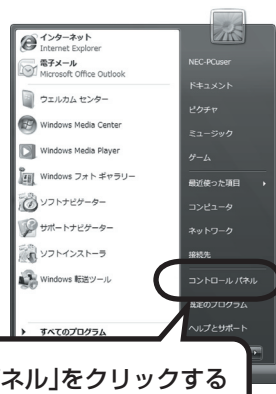 インターネット
Internet Explorer
電子メール
Microsoft Office Outlook
ウェルカム センター
Windows Media Center
Windows Media Player
Windows フォト ギャラリー
ソフトナビゲーター
サポートナビゲーター
ソフトインストーラ
Windows 転送ツール
すべてのプログラム
NEC-PCuser
ドキュメント
ピクチャ
ミュージック
ゲーム
最近使った項目
コンピュータ
ネットワーク
接続先
コントロール パネル
既定のプログラム
ヘルプとサポート
ネル」をクリックする